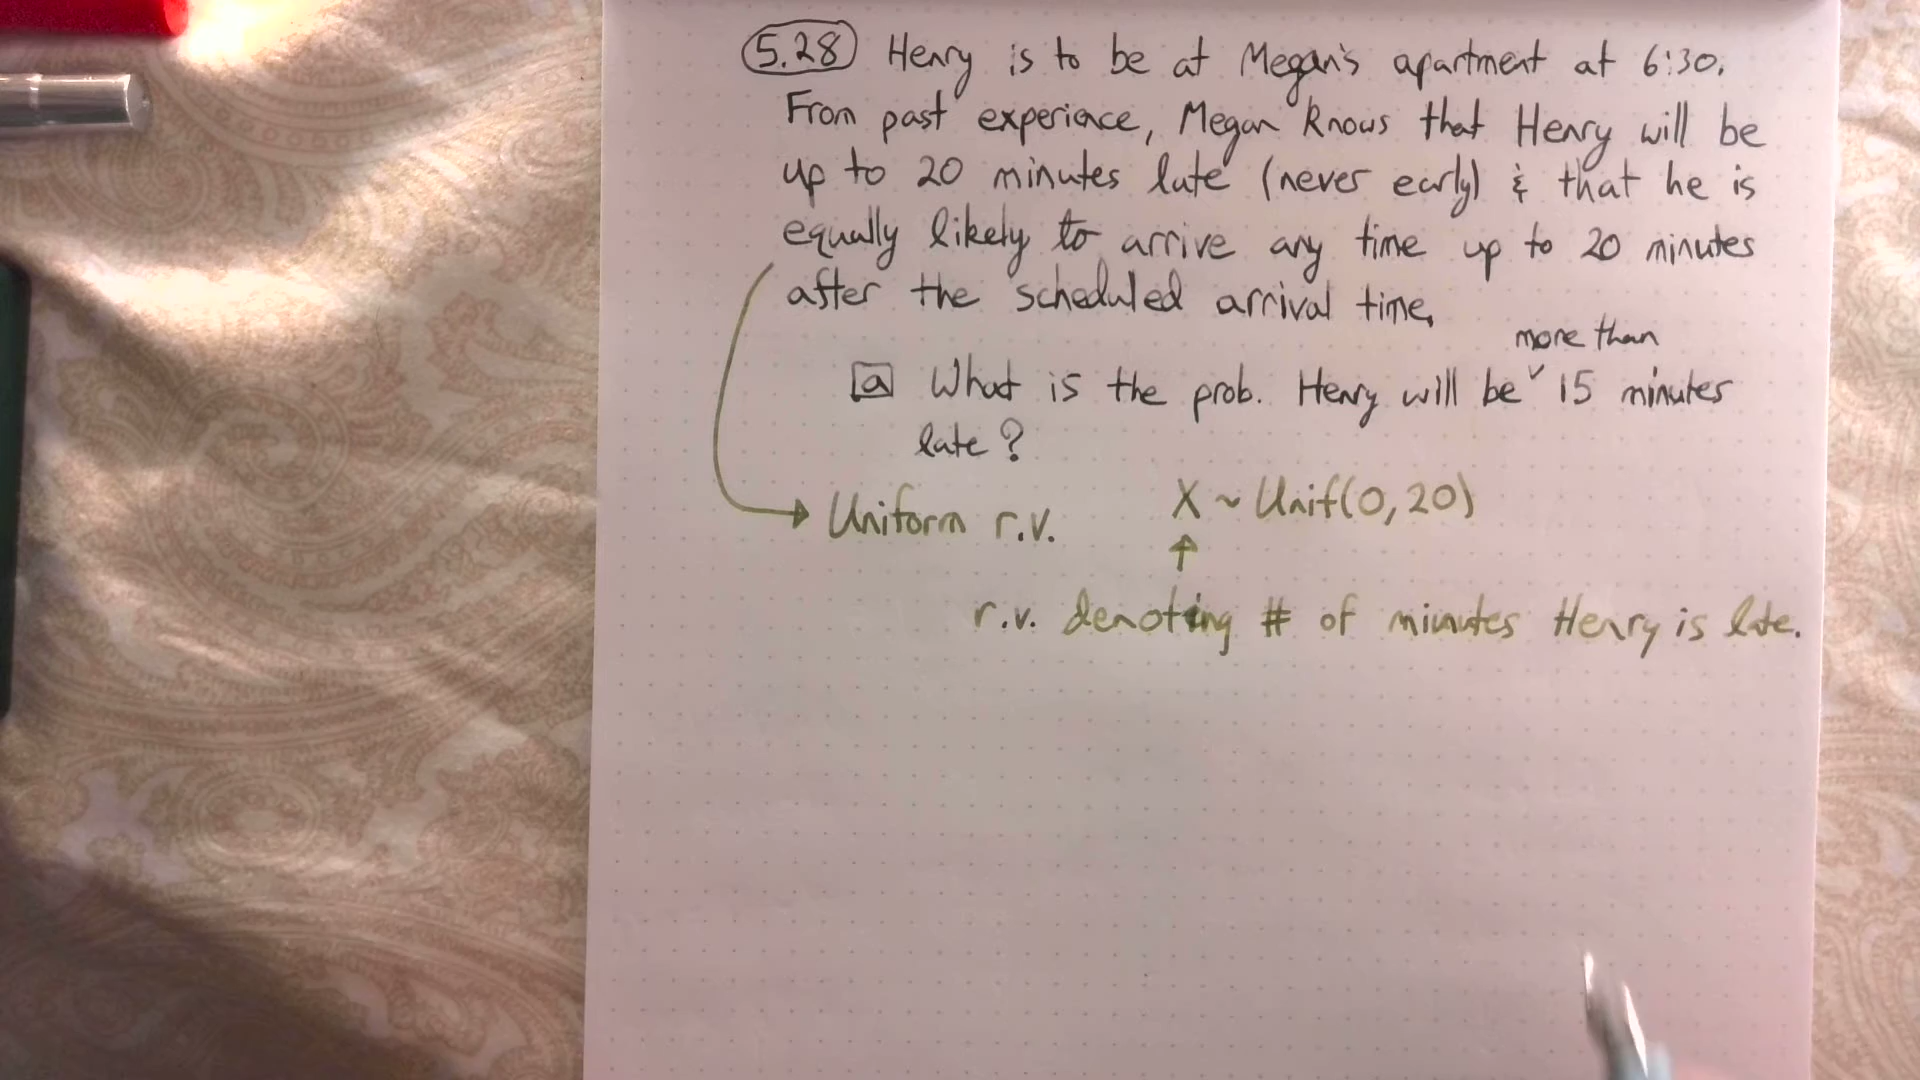 5.28 Henry is to be at Megan's apartment at 6:30.
From past experience, Megan knows that Henry will be
up to 20 minutes late (never early) & that he is
equally likely to arrive any time up to 20 minutes
after the scheduled arrival time.
more than
a What is the prob. Henry will be ˅ 15 minutes
late?
Uniform r.v. X ~ Unif(0,20)
r.v. denoting # of minutes Henry is late.